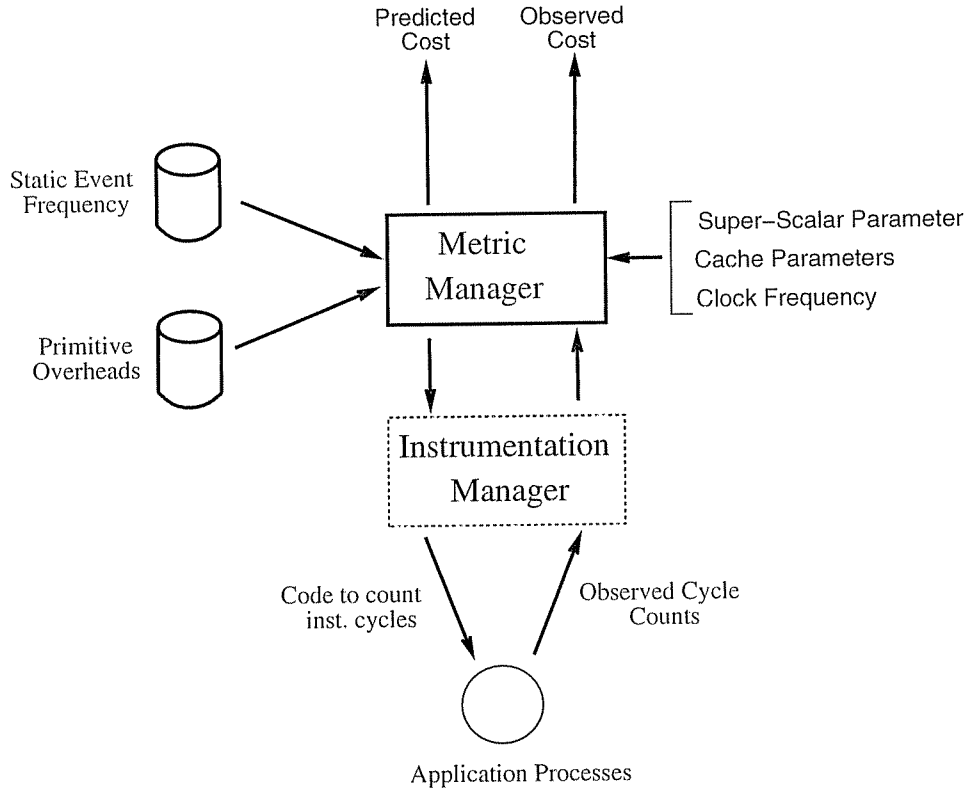 Predicted
Cost
Observed
Cost
Static Event
Frequency
Super-Scalar Parameter
Cache Parameters
Clock Frequency
Metric
Manager
Primitive
Overheads
Instrumentation
Manager
Code to count
inst. cycles
Observed Cycle
Counts
Application Processes